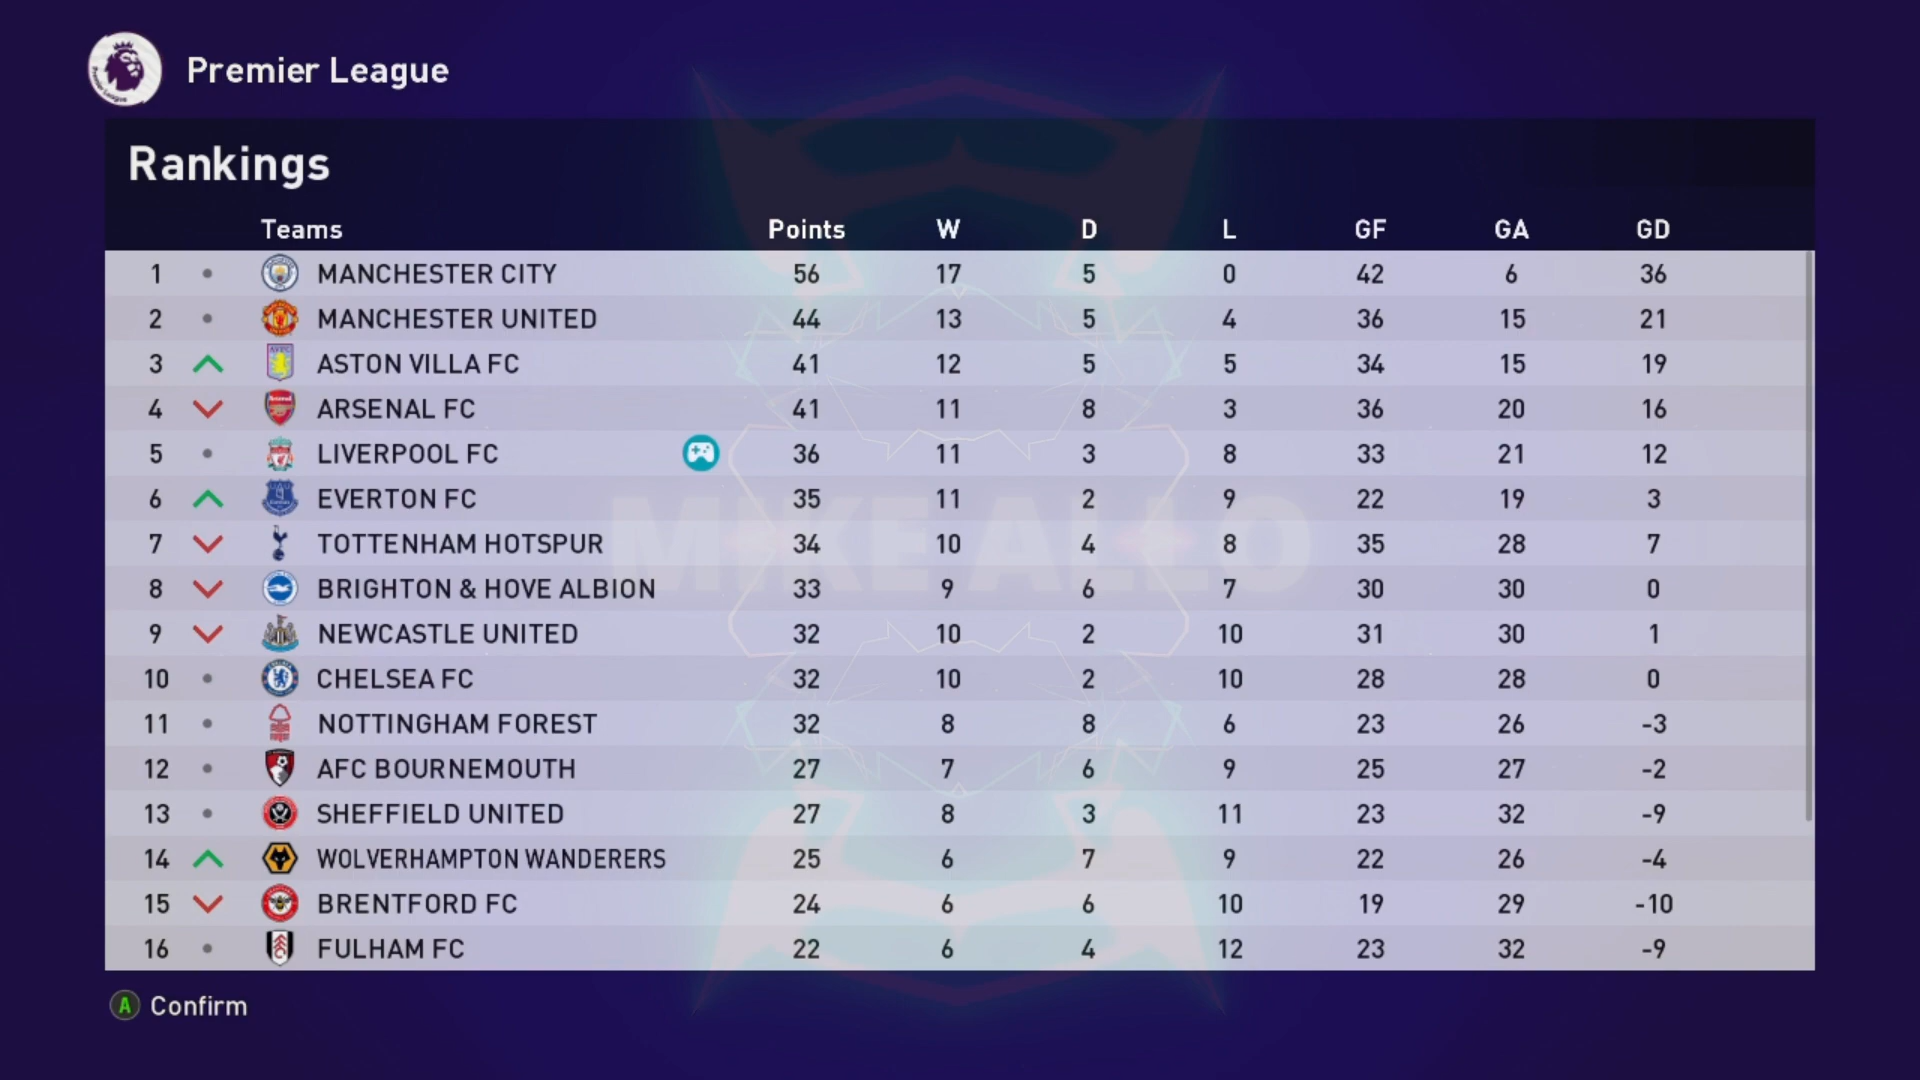 Premier League
Rankings
Teams Points W D L GF GA GD
1 MANCHESTER CITY 56 17 5 0 42 6 36
2 MANCHESTER UNITED 44 13 5 4 36 15 21
3 ASTON VILLA FC 41 12 5 5 34 15 19
4 ARSENAL FC 41 11 8 3 36 20 16
5 LIVERPOOL FC 36 11 3 8 33 21 12
6 EVERTON FC 35 11 2 9 22 19 3
7 TOTTENHAM HOTSPUR 34 10 4 8 35 28 7
8 BRIGHTON & HOVE ALBION 33 9 6 7 30 30 0
9 NEWCASTLE UNITED 32 10 2 10 31 30 1
10 CHELSEA FC 32 10 2 10 28 28 0
11 NOTTINGHAM FOREST 32 8 8 6 23 26 -3
12 AFC BOURNEMOUTH 27 7 6 9 25 27 -2
13 SHEFFIELD UNITED 27 8 3 11 23 32 -9
14 WOLVERHAMPTON WANDERERS 25 6 7 9 22 26 -4
15 BRENTFORD FC 24 6 6 10 19 29 -10
16 FULHAM FC 22 6 4 12 23 32 -9
MIKE ALLO
A Confirm